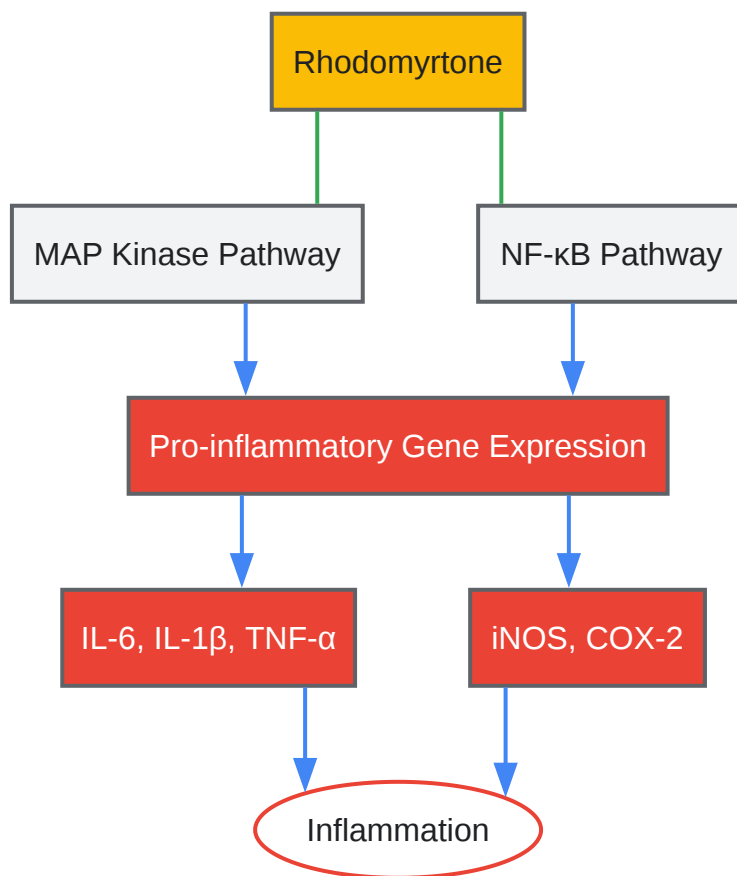 Rhodomyrtone
MAP Kinase Pathway
NF-κB Pathway
Pro-inflammatory Gene Expression
IL-6, IL-1β, TNF-α
iNOS, COX-2
Inflammation